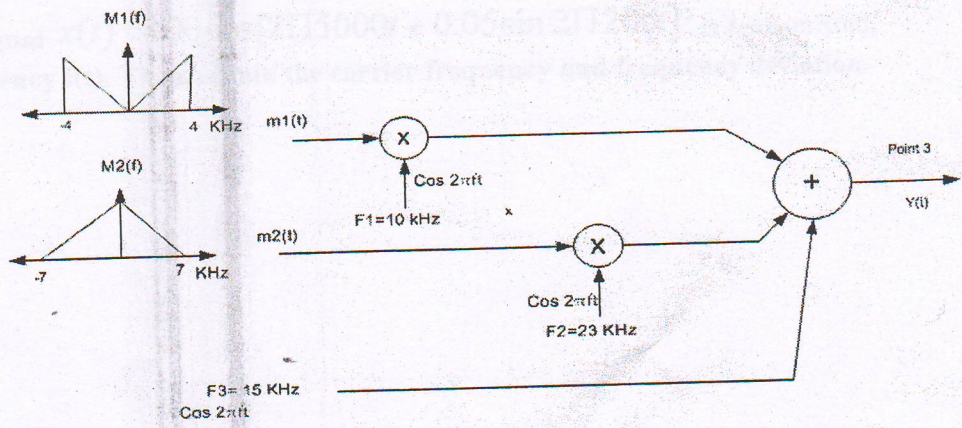 M1(f)
-4
4
KHz
m1(t)
X
Cos 2πft
F1=10 kHz
M2(f)
-7
7
KHz
m2(t)
X
Cos 2πft
F2=23 KHz
+
Point 3
Y(t)
F3= 15 KHz
Cos 2πft